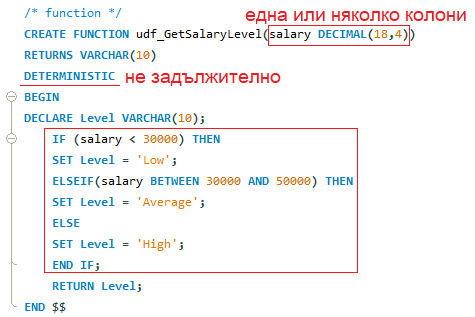 /* function */
една или няколко колони
CREATE FUNCTION udf_GetSalaryLevel(salary DECIMAL(18,4))
RETURNS VARCHAR(10)
DETERMINISTIC не задължително
BEGIN
DECLARE Level VARCHAR(10);
IF (salary < 30000) THEN
SET Level = 'Low';
ELSEIF(salary BETWEEN 30000 AND 50000) THEN
SET Level = 'Average';
ELSE
SET Level = 'High';
END IF;
RETURN Level;
END $$